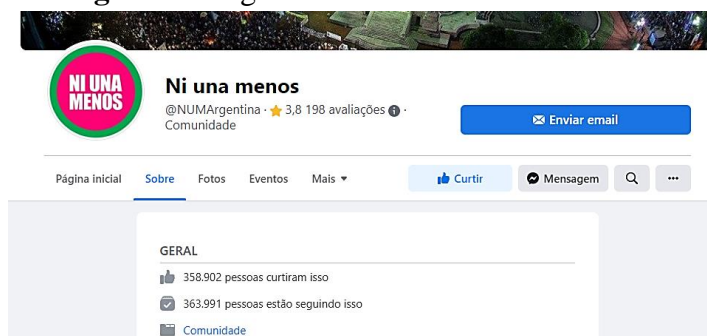 NI UNA
MENOS
Ni una menos
@NUMArgentina · 3,8 198 avaliações ·
Comunidade
Enviar email
Página inicial Sobre Fotos Eventos Mais Curtir Mensagem
GERAL
358.902 pessoas curtiram isso
363.991 pessoas estão seguindo isso
Comunidade